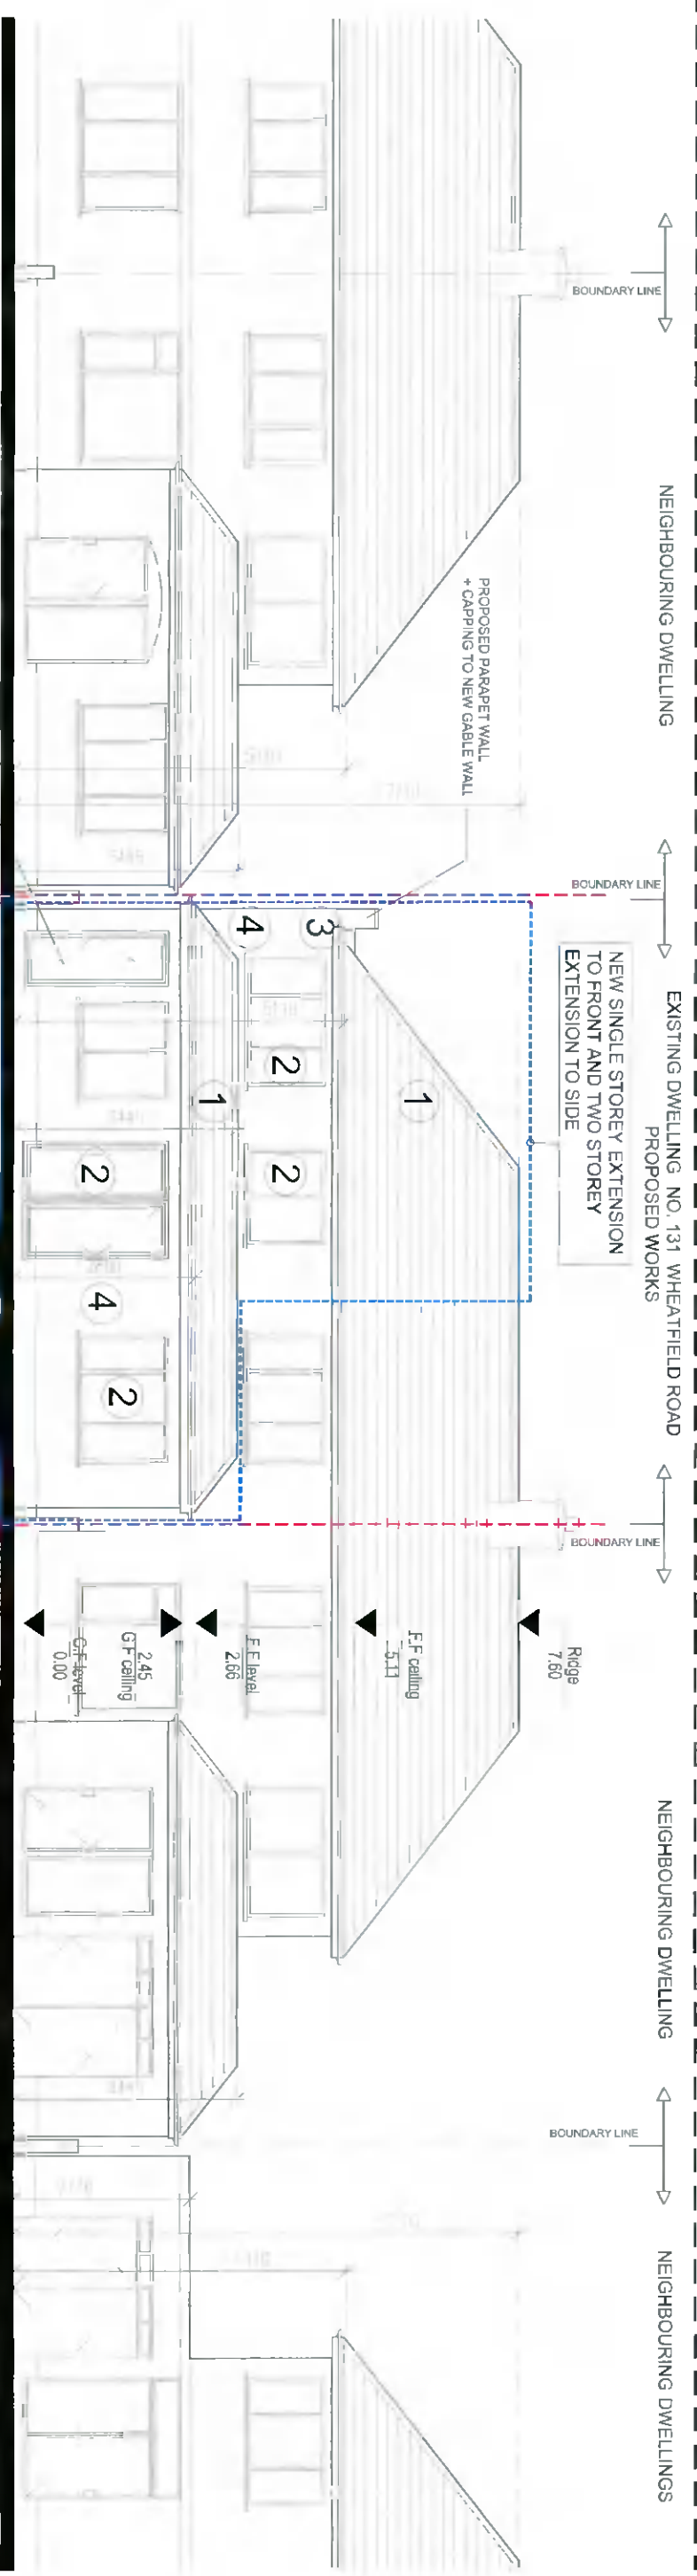 BOUNDARY LINE
NEIGHBOURING DWELLING
BOUNDARY LINE
EXISTING DWELLING NO. 131 WHEATFIELD ROAD
PROPOSED WORKS
BOUNDARY LINE
NEIGHBOURING DWELLING
BOUNDARY LINE
NEIGHBOURING DWELLINGS
NEW SINGLE STOREY EXTENSION
TO FRONT AND TWO STOREY
EXTENSION TO SIDE
PROPOSED PARAPET WALL
+ CAPPING TO NEW GABLE WALL
Ridge
7.60
F.F ceiling
5.11
F.F level
2.66
2.45
G.F ceiling
G.F level
0.00
1
3
2
2
4
1
2
4
2